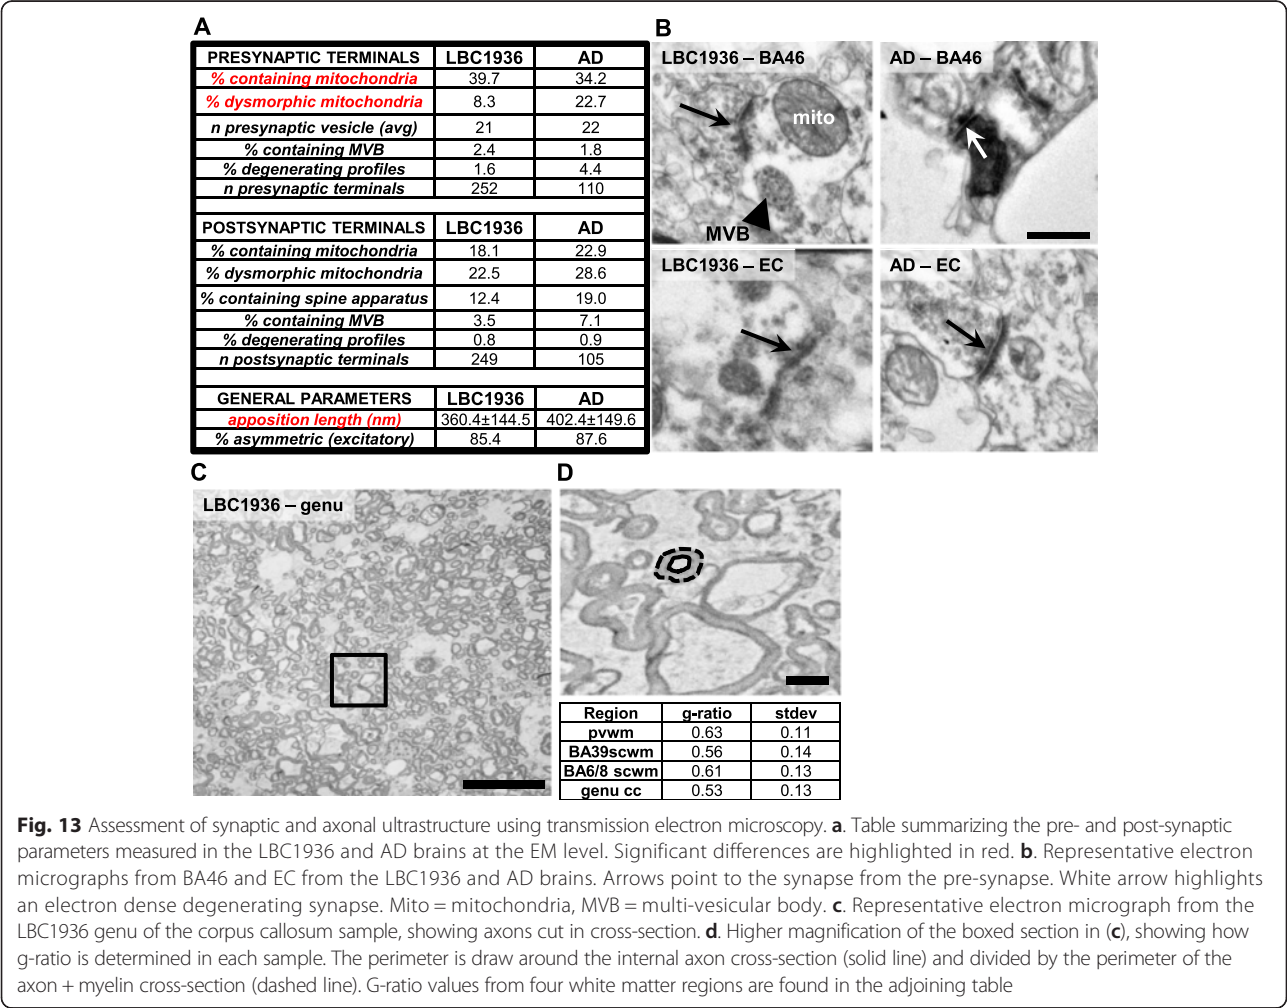 A
PRESYNAPTIC TERMINALS LBC1936 AD
% containing mitochondria 39.7 34.2
% dysmorphic mitochondria 8.3 22.7
n presynaptic vesicle (avg) 21 22
% containing MVB 2.4 1.8
% degenerating profiles 1.6 4.4
n presynaptic terminals 252 110
POSTSYNAPTIC TERMINALS LBC1936 AD
% containing mitochondria 18.1 22.9
% dysmorphic mitochondria 22.5 28.6
% containing spine apparatus 12.4 19.0
% containing MVB 3.5 7.1
% degenerating profiles 0.8 0.9
n postsynaptic terminals 249 105
GENERAL PARAMETERS LBC1936 AD
apposition length (nm) 360.4±144.5 402.4±149.6
% asymmetric (excitatory) 85.4 87.6
B
LBC1936 – BA46
mito
MVB
AD – BA46
LBC1936 – EC
AD – EC
C
LBC1936 – genu
D
Region g-ratio stdev
pvwm 0.63 0.11
BA39scwm 0.56 0.14
BA6/8 scwm 0.61 0.13
genu cc 0.53 0.13
Fig. 13 Assessment of synaptic and axonal ultrastructure using transmission electron microscopy. a. Table summarizing the pre- and post-synaptic
parameters measured in the LBC1936 and AD brains at the EM level. Significant differences are highlighted in red. b. Representative electron
micrographs from BA46 and EC from the LBC1936 and AD brains. Arrows point to the synapse from the pre-synapse. White arrow highlights
an electron dense degenerating synapse. Mito = mitochondria, MVB = multi-vesicular body. c. Representative electron micrograph from the
LBC1936 genu of the corpus callosum sample, showing axons cut in cross-section. d. Higher magnification of the boxed section in (c), showing how
g-ratio is determined in each sample. The perimeter is draw around the internal axon cross-section (solid line) and divided by the perimeter of the
axon + myelin cross-section (dashed line). G-ratio values from four white matter regions are found in the adjoining table